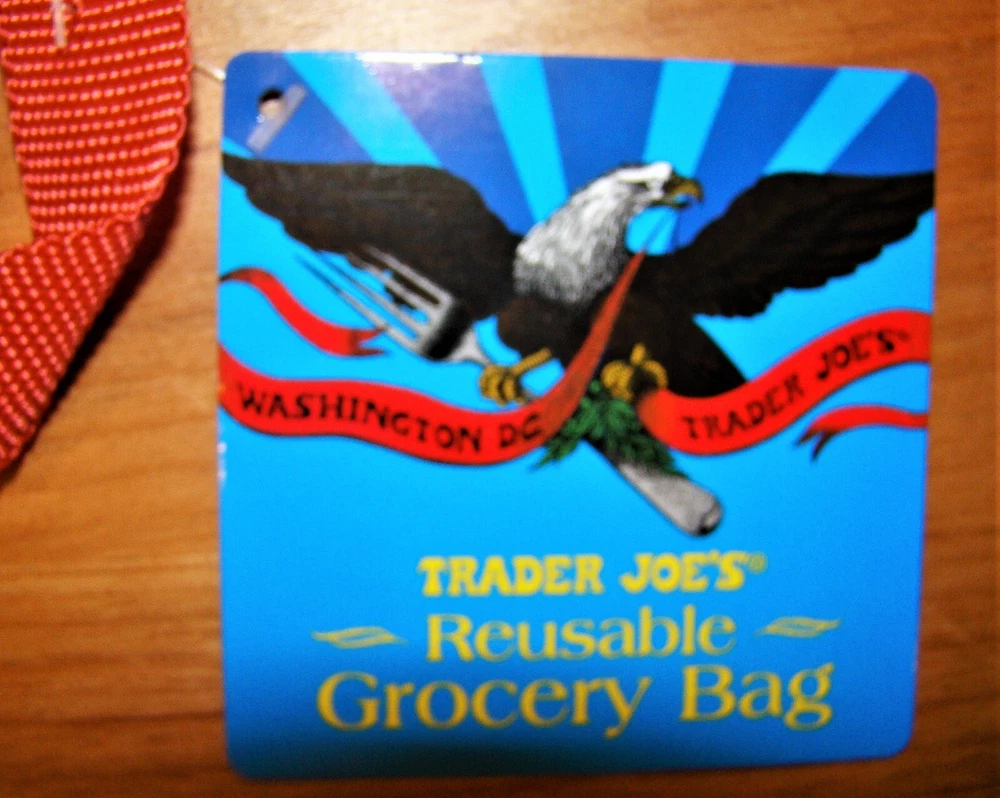 WASHINGTON DC
TRADER JOE'S
TRADER JOE'S®
Reusable
Grocery Bag